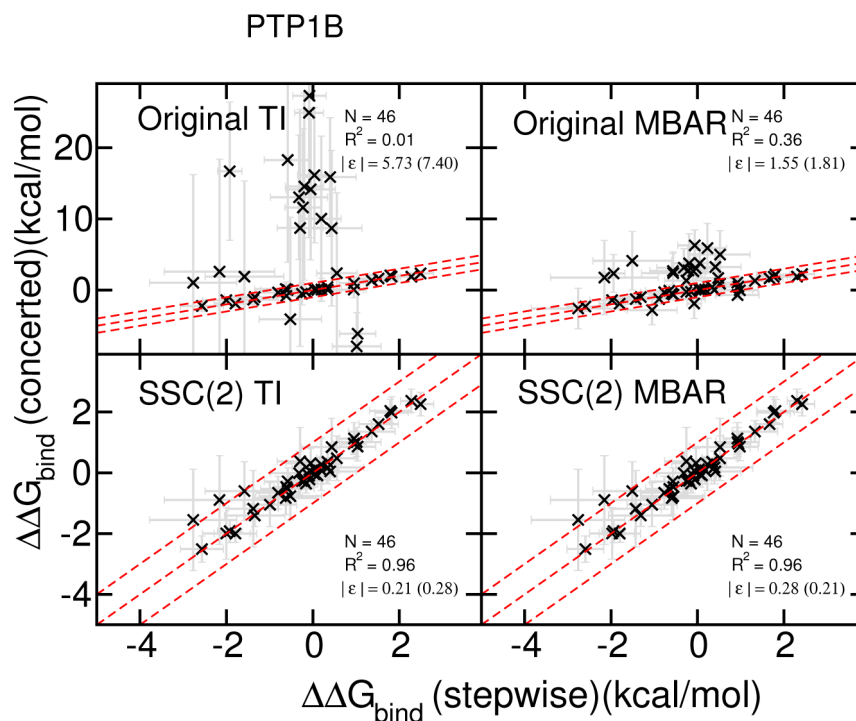 PTP1B
ΔΔG_bind (concerted)(kcal/mol)
Original TI
N = 46
R² = 0.01
|ε| = 5.73 (7.40)
Original MBAR
N = 46
R² = 0.36
|ε| = 1.55 (1.81)
20
10
0
SSC(2) TI
N = 46
R² = 0.96
|ε| = 0.21 (0.28)
SSC(2) MBAR
N = 46
R² = 0.96
|ε| = 0.28 (0.21)
2
0
-2
-4
-4 -2 0 2 -4 -2 0 2
ΔΔG_bind (stepwise)(kcal/mol)